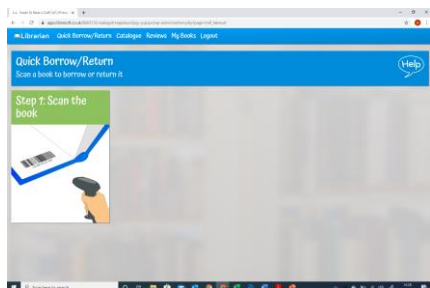 Librarian Quick Borrow/Return Catalogue Reviews My Books Logout
Quick Borrow/Return
Scan a book to borrow or return it
Help
Step 1: Scan the
book